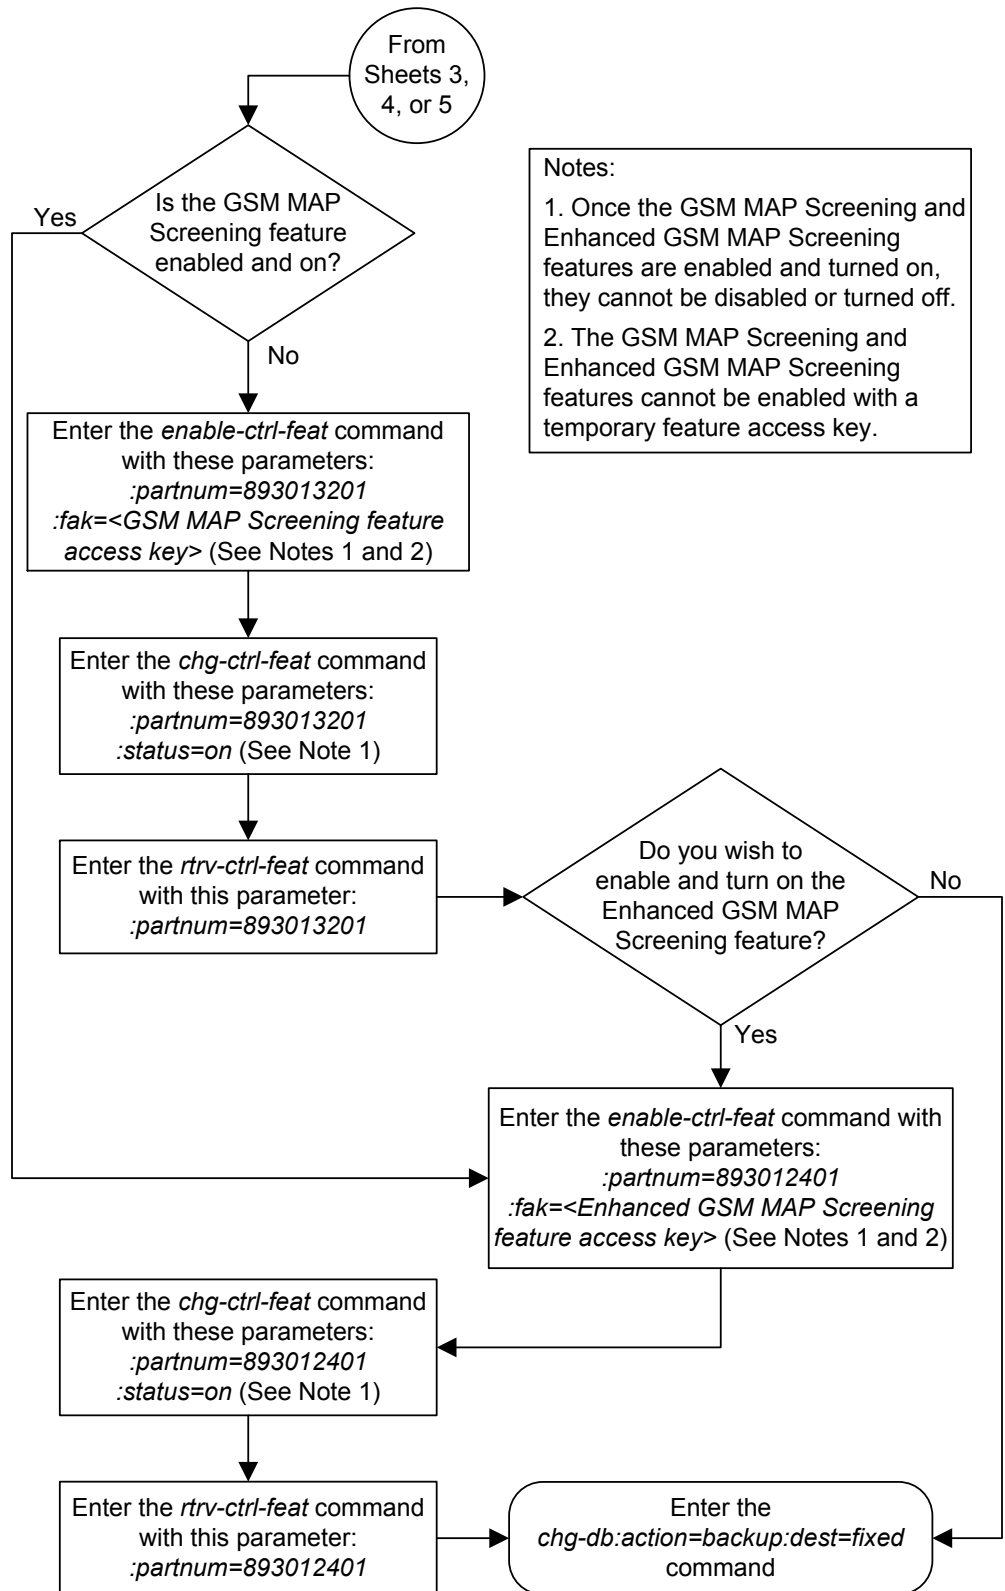 From
Sheets 3,
4, or 5
Is the GSM MAP
Screening feature
enabled and on?
Yes
No
Notes:
1. Once the GSM MAP Screening and
Enhanced GSM MAP Screening
features are enabled and turned on,
they cannot be disabled or turned off.
2. The GSM MAP Screening and
Enhanced GSM MAP Screening
features cannot be enabled with a
temporary feature access key.
Enter the enable-ctrl-feat command
with these parameters:
:partnum=893013201
:fak=<GSM MAP Screening feature
access key> (See Notes 1 and 2)
Enter the chg-ctrl-feat command
with these parameters:
:partnum=893013201
:status=on (See Note 1)
Enter the rtrv-ctrl-feat command
with this parameter:
:partnum=893013201
Do you wish to
enable and turn on the
Enhanced GSM MAP
Screening feature?
No
Yes
Enter the enable-ctrl-feat command with
these parameters:
:partnum=893012401
:fak=<Enhanced GSM MAP Screening
feature access key> (See Notes 1 and 2)
Enter the chg-ctrl-feat command
with these parameters:
:partnum=893012401
:status=on (See Note 1)
Enter the rtrv-ctrl-feat command
with this parameter:
:partnum=893012401
Enter the
chg-db:action=backup:dest=fixed
command